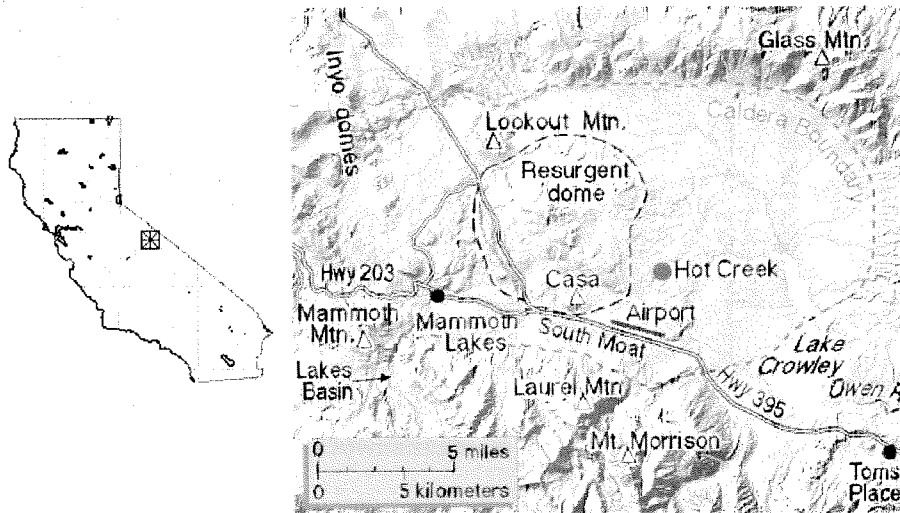 Glass Mtn.
Inyo domes
Caldera Boundary
Lookout Mtn.
Resurgent
dome
Hwy 203
Casa
Hot Creek
Mammoth
Mtn.
Mammoth
Lakes
South Moat
Airport
Lake
Crowley
Owen R
Lakes
Basin
Laurel Mtn
Hwy 395
Mt. Morrison
0 5 miles
0 5 kilometers
Toms
Place